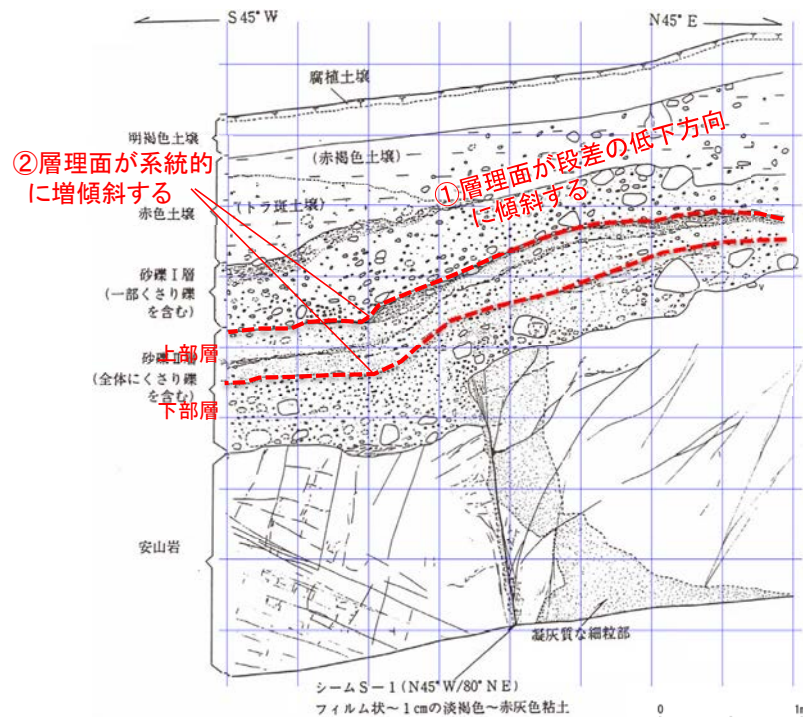 S45°W
N45°E
腐植土壌
明褐色土壌
(赤褐色土壌)
①層理面が段差の低下方向
に傾斜する
②層理面が系統的
に増傾斜する
(トラ斑土壌)
赤色土壌
砂礫Ⅰ層
(一部くさり礫
を含む)
上部層
砂礫Ⅱ層
(全体にくさり礫
を含む)
下部層
安山岩
凝灰質な細粒部
シームS-1(N45°W/80°NE)
フィルム状~1㎝の淡褐色~赤灰色粘土
0
1m